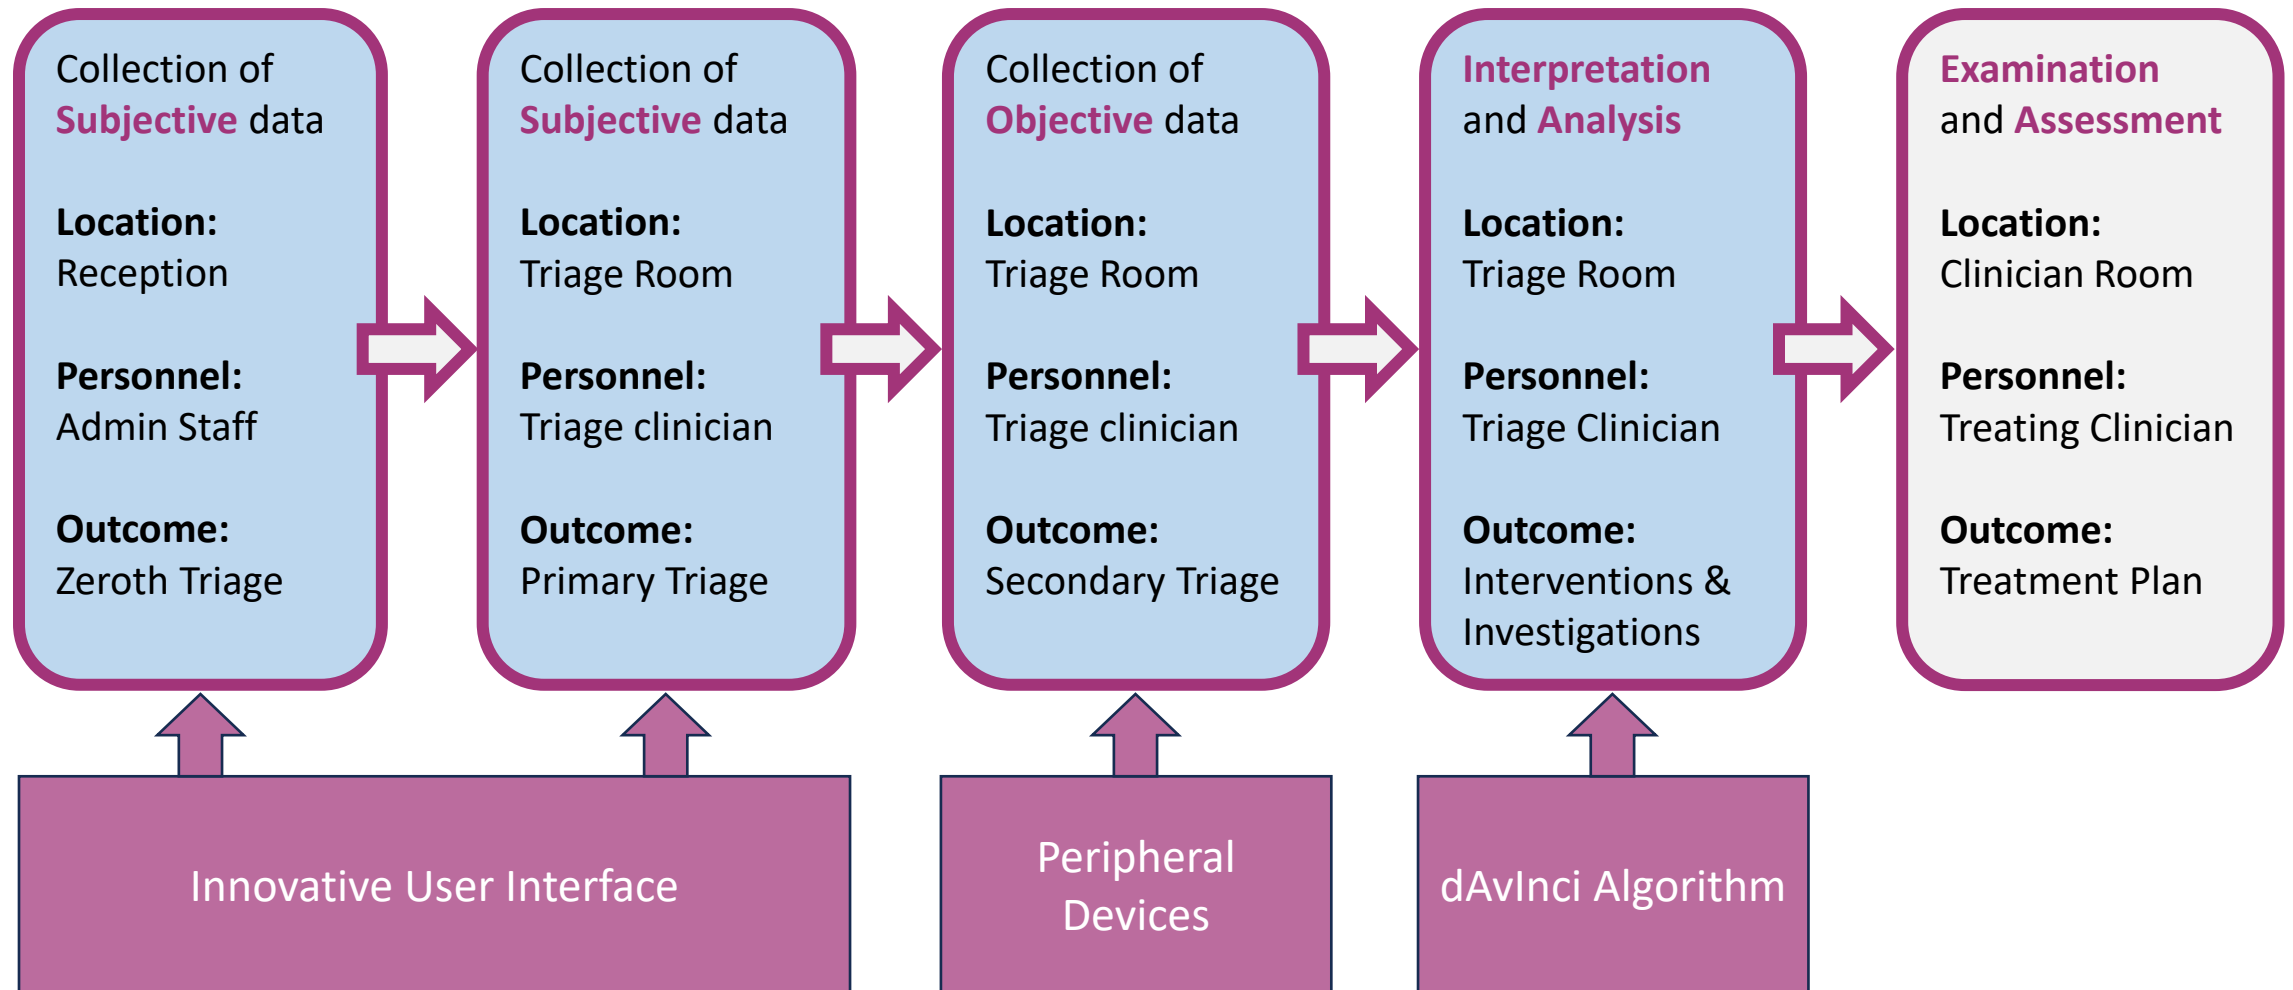 Collection of
Subjective data
Location:
Reception
Personnel:
Admin Staff
Outcome:
Zeroth Triage
Collection of
Subjective data
Location:
Triage Room
Personnel:
Triage clinician
Outcome:
Primary Triage
Collection of
Objective data
Location:
Triage Room
Personnel:
Triage clinician
Outcome:
Secondary Triage
Interpretation
and Analysis
Location:
Triage Room
Personnel:
Triage Clinician
Outcome:
Interventions &
Investigations
Examination
and Assessment
Location:
Clinician Room
Personnel:
Treating Clinician
Outcome:
Treatment Plan
Innovative User Interface
Peripheral
Devices
dAvInci Algorithm